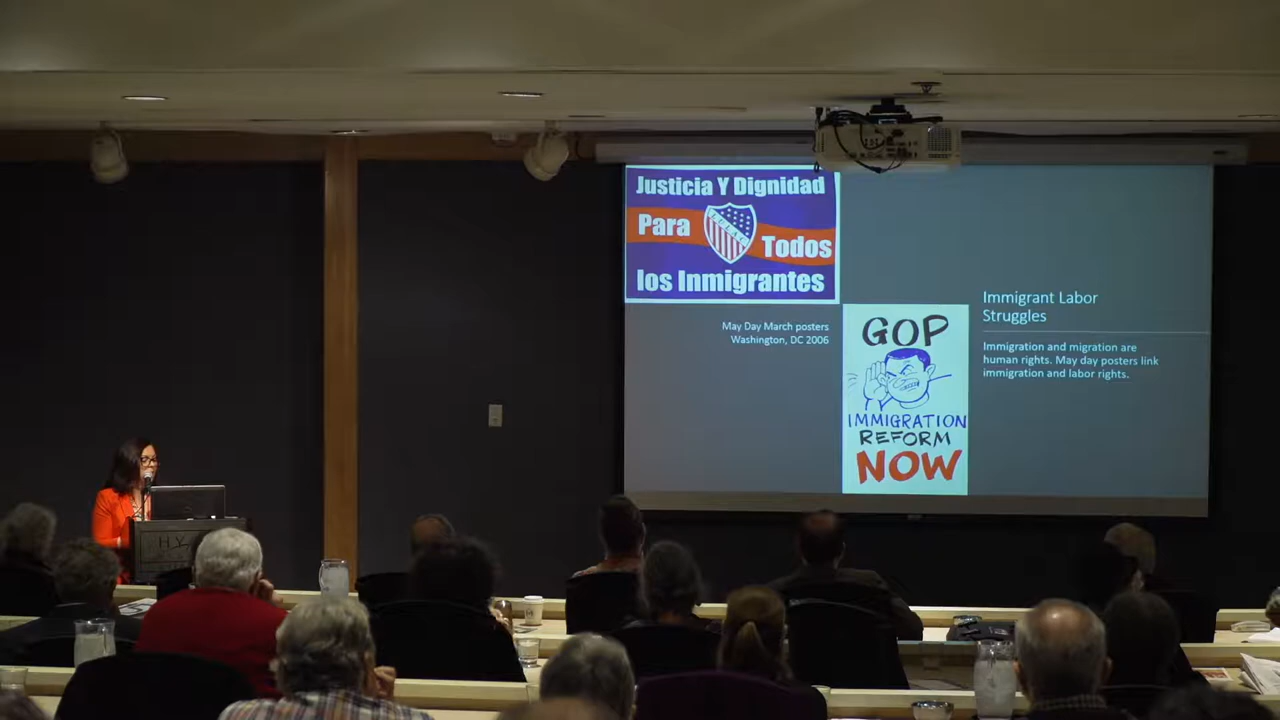 Justicia Y Dignidad
Para
Todos
los Inmigrantes
May Day March posters
Washington, DC 2006
GOP
IMMIGRATION
REFORM
NOW
Immigrant Labor
Struggles
Immigration and migration are
human rights. May day posters link
immigration and labor rights.